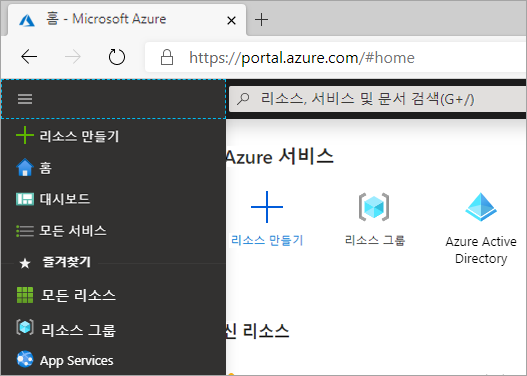 홈 - Microsoft Azure
https://portal.azure.com/#home
리소스, 서비스 및 문서 검색(G+/)
리소스 만들기
홈
대시보드
모든 서비스
즐겨찾기
모든 리소스
리소스 그룹
App Services
Azure 서비스
리소스 만들기
리소스 그룹
Azure Active
Directory
신 리소스